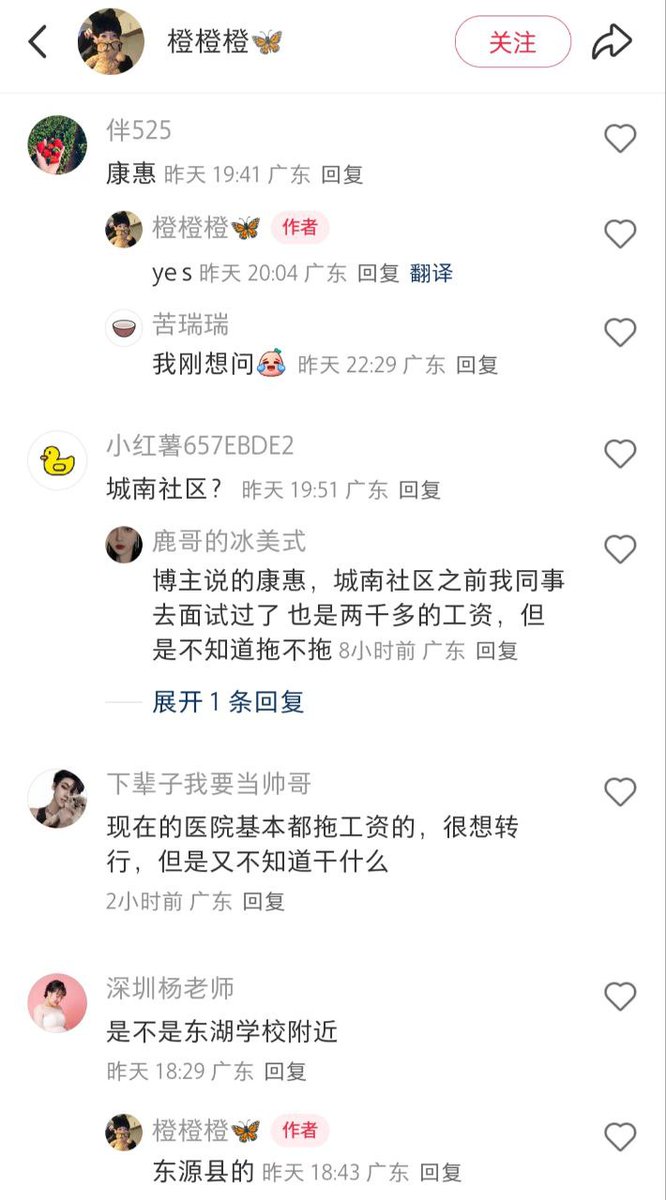 橙橙橙🦋
关注
伴525
康惠 昨天 19:41 广东 回复
橙橙橙🦋 作者
yes 昨天 20:04 广东 回复 翻译
苦瑞瑞
我刚想问 昨天 22:29 广东 回复
小红薯657EBDE2
城南社区? 昨天 19:51 广东 回复
鹿哥的冰美式
博主说的康惠，城南社区之前我同事
去面试过了 也是两千多的工资，但
是不知道拖不拖 8小时前 广东 回复
展开 1 条回复
下辈子我要当帅哥
现在的医院基本都拖工资的，很想转
行，但是又不知道干什么
2小时前 广东 回复
深圳杨老师
是不是东湖学校附近
昨天 18:29 广东 回复
橙橙橙🦋 作者
东源县的 昨天 18:43 广东 回复